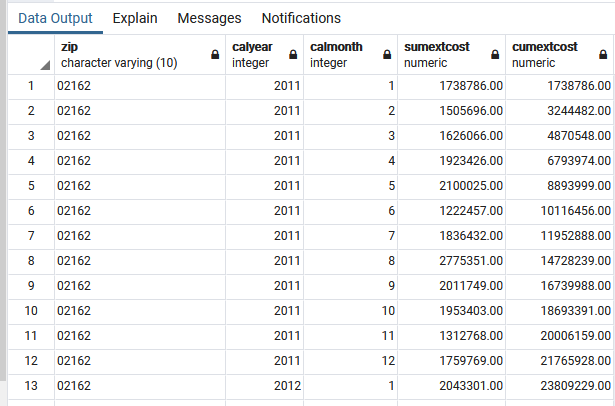 Data Output Explain Messages Notifications
zip calyear calmonth sumextcost cumextcost
character varying (10) integer integer numeric numeric
1 02162 2011 1 1738786.00 1738786.00
2 02162 2011 2 1505696.00 3244482.00
3 02162 2011 3 1626066.00 4870548.00
4 02162 2011 4 1923426.00 6793974.00
5 02162 2011 5 2100025.00 8893999.00
6 02162 2011 6 1222457.00 10116456.00
7 02162 2011 7 1836432.00 11952888.00
8 02162 2011 8 2775351.00 14728239.00
9 02162 2011 9 2011749.00 16739988.00
10 02162 2011 10 1953403.00 18693391.00
11 02162 2011 11 1312768.00 20006159.00
12 02162 2011 12 1759769.00 21765928.00
13 02162 2012 1 2043301.00 23809229.00